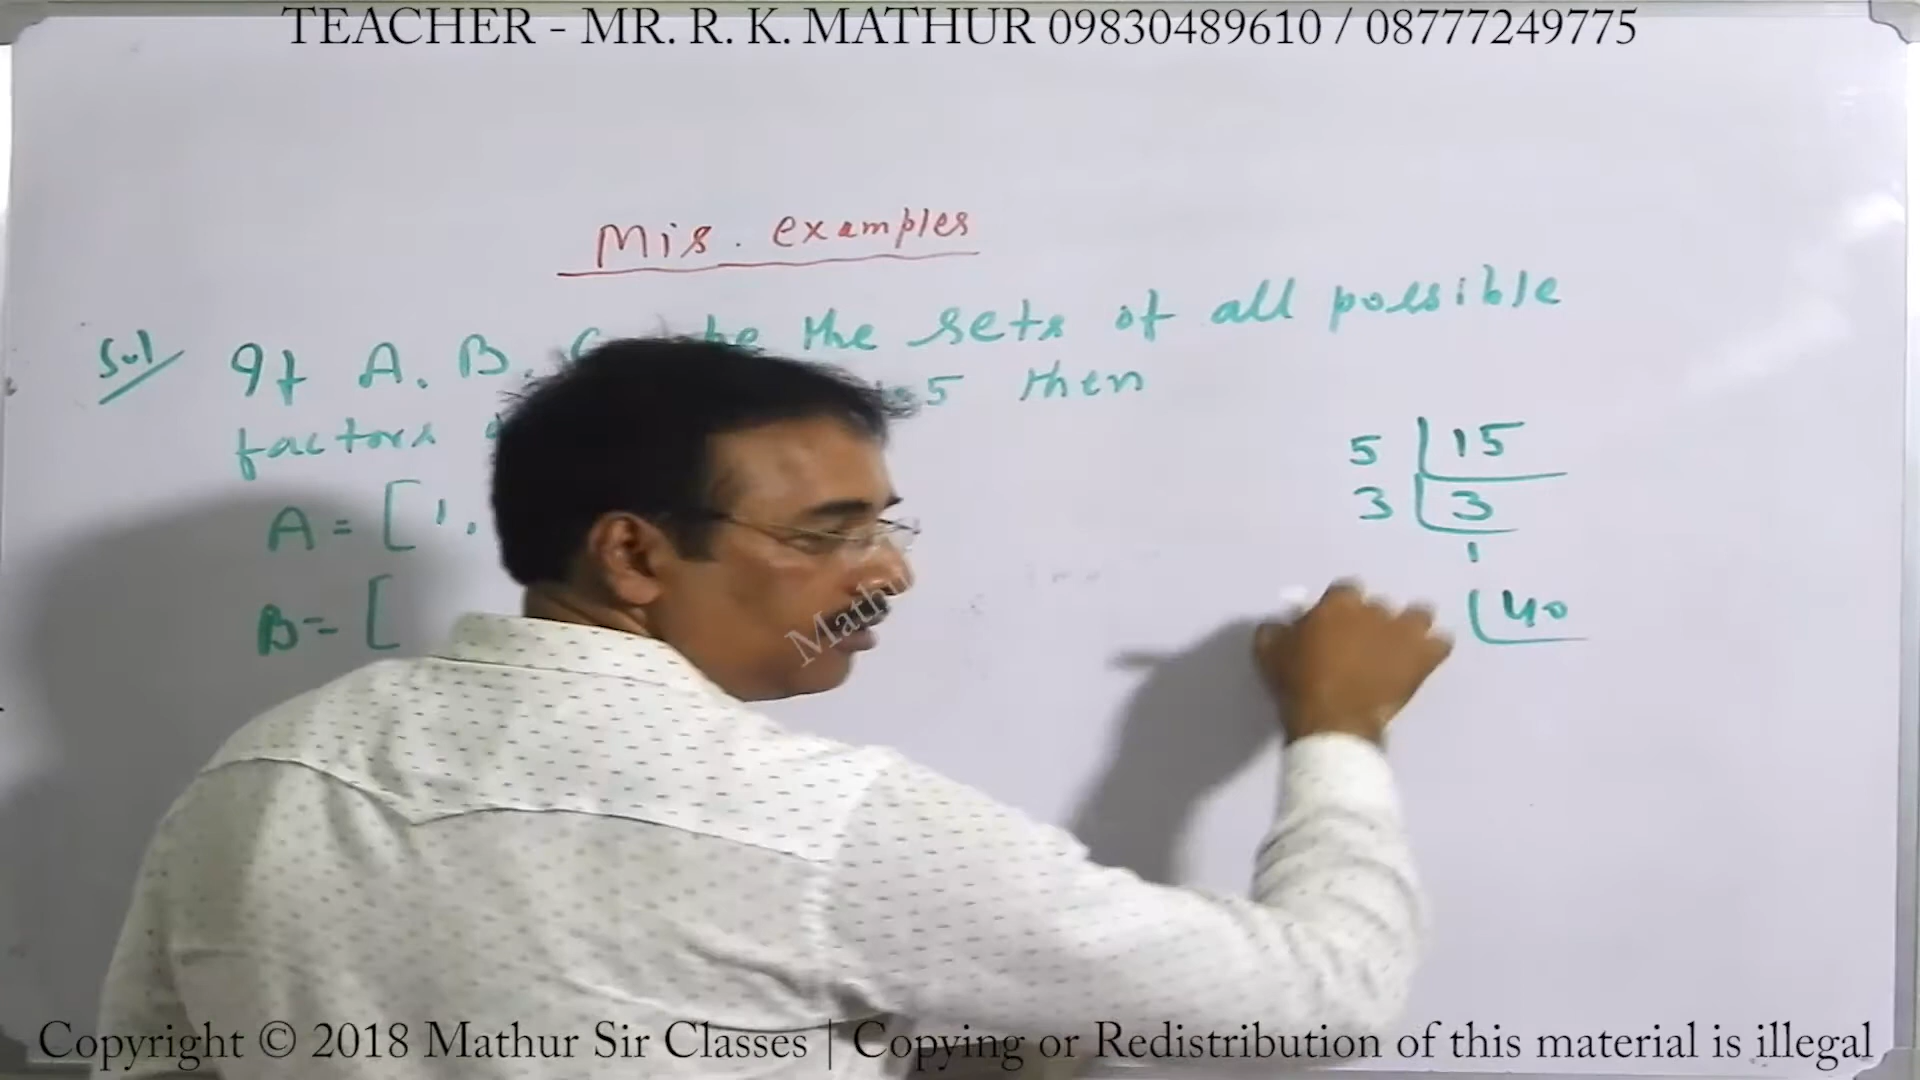 TEACHER - MR. R. K. MATHUR 09830489610 / 08777249775
Mis. examples
Sol If A, B, be the sets of all possible
factors 5 then
A = [ 1,
B = [
5 | 15
3 | 3
1
40
Math
Copyright © 2018 Mathur Sir Classes | Copying or Redistribution of this material is illegal